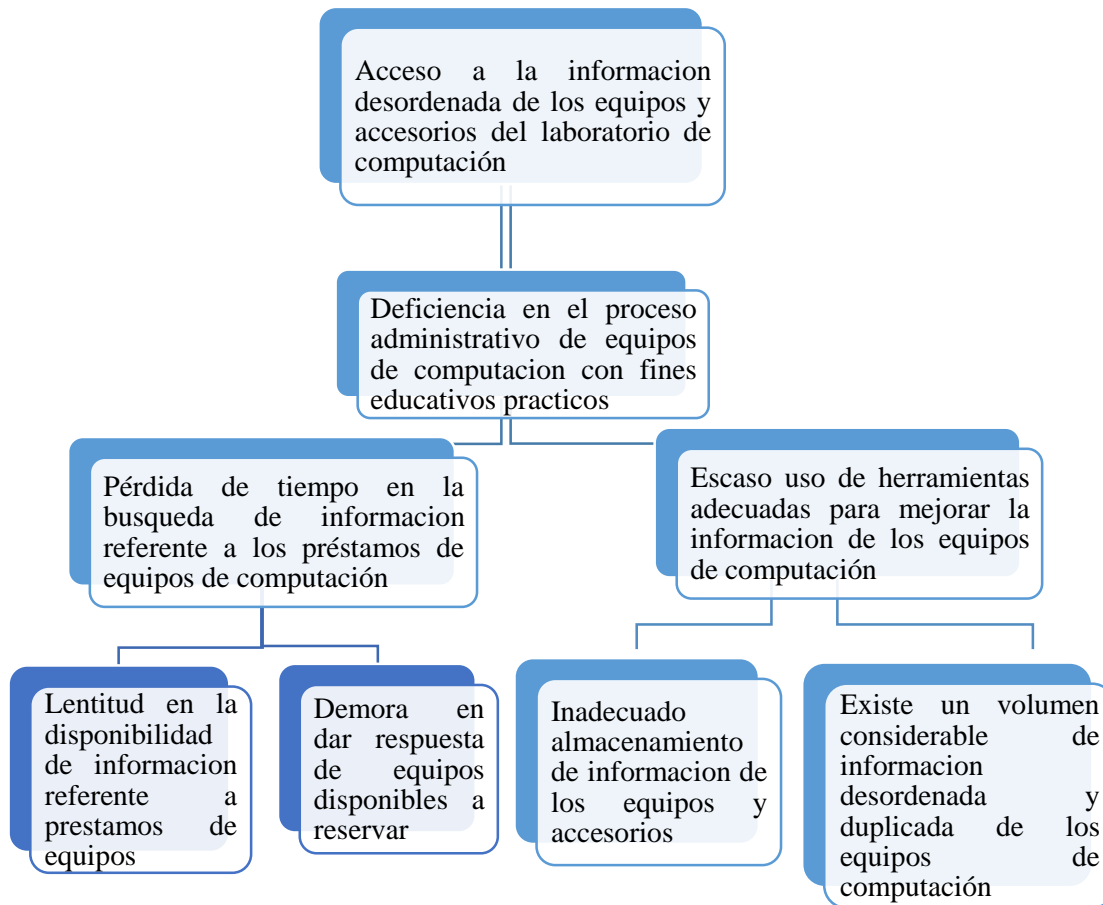 Acceso a la informacion
desordenada de los equipos y
accesorios del laboratorio de
computación
Deficiencia en el proceso
administrativo de equipos
de computacion con fines
educativos practicos
Pérdida de tiempo en la
busqueda de informacion
referente a los préstamos de
equipos de computación
Escaso uso de herramientas
adecuadas para mejorar la
informacion de los equipos
de computación
Lentitud en la
disponibilidad
de informacion
referente a
prestamos de
equipos
Demora en
dar respuesta
de equipos
disponibles a
reservar
Inadecuado
almacenamiento
de informacion de
los equipos y
accesorios
Existe un volumen
considerable de
informacion
desordenada y
duplicada de los
equipos de
computación